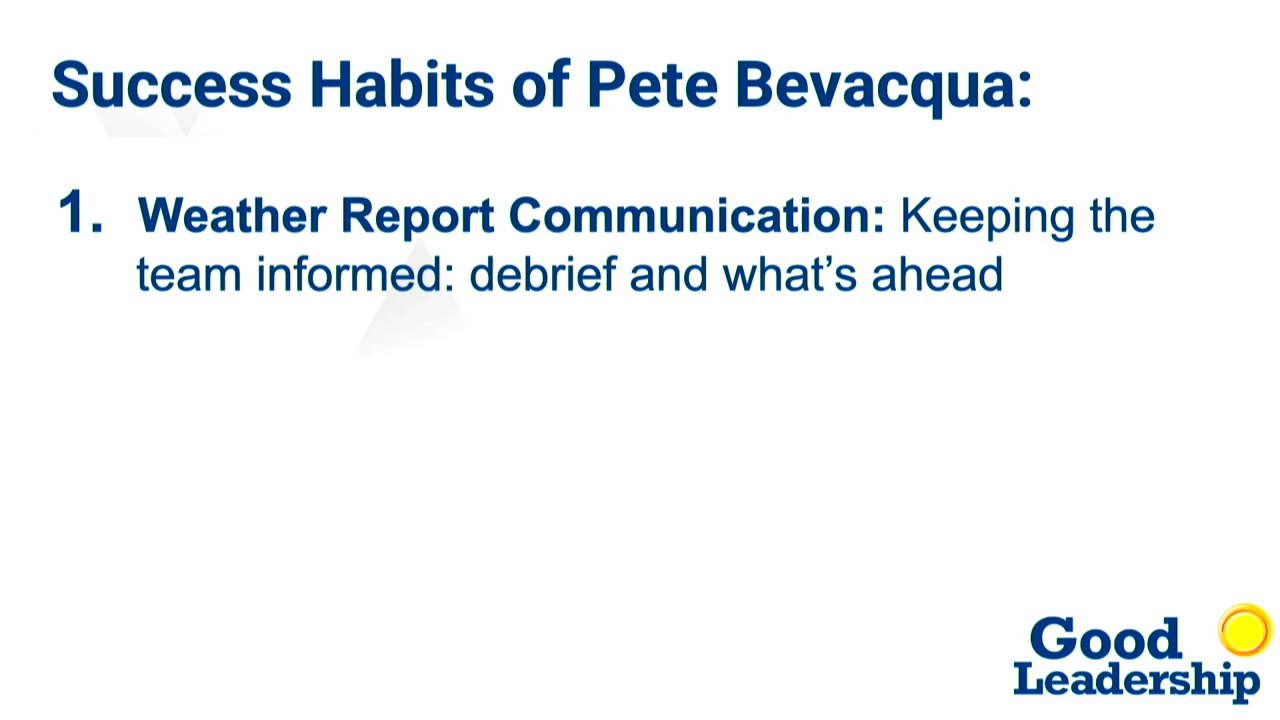 Success Habits of Pete Bevacqua:
1. Weather Report Communication: Keeping the
team informed: debrief and what’s ahead
Good
Leadership